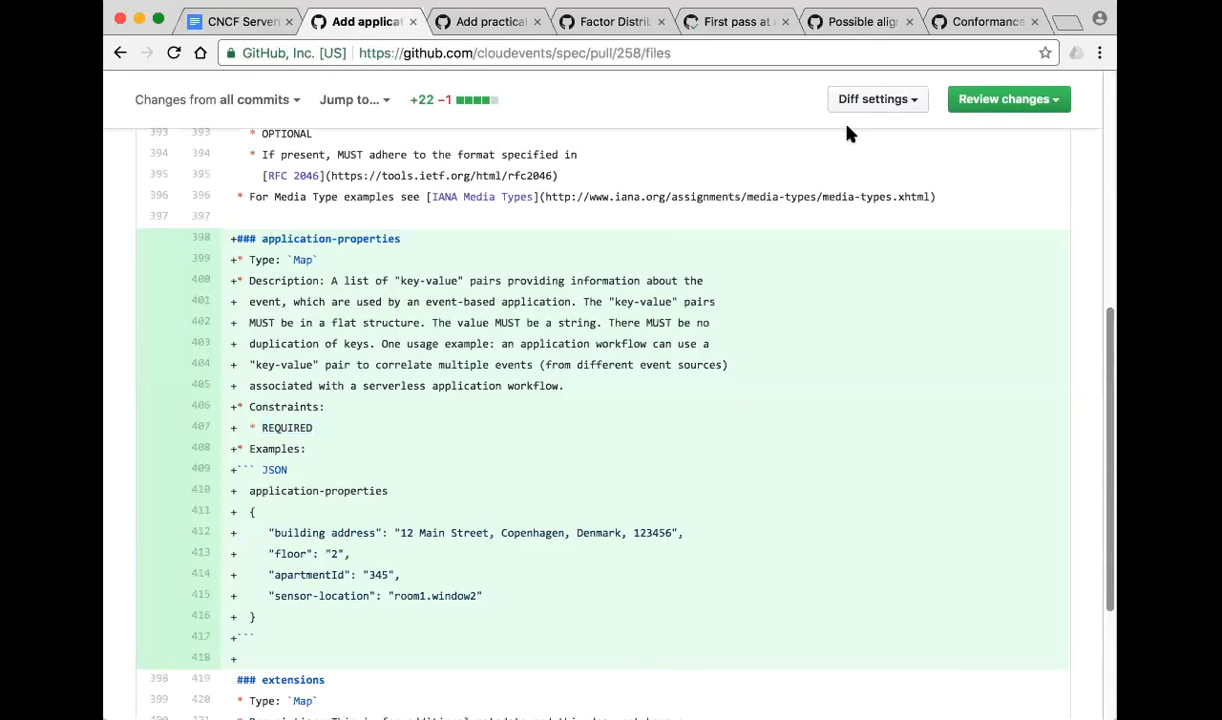 CNCF Server
Add applicat
Add practical
Factor Distrib
First pass at
Possible alig
Conformance
GitHub, Inc. [US]
https://github.com/cloudevents/spec/pull/258/files
Changes from all commits
Jump to...
+22 −1
Diff settings
Review changes
393 393 * OPTIONAL
394 394 * If present, MUST adhere to the format specified in
395 395 [RFC 2046](https://tools.ietf.org/html/rfc2046)
396 396 * For Media Type examples see [IANA Media Types](http://www.iana.org/assignments/media-types/media-types.xhtml)
397 397
398 +### application-properties
399 +* Type: `Map`
400 +* Description: A list of "key-value" pairs providing information about the
401 + event, which are used by an event-based application. The "key-value" pairs
402 + MUST be in a flat structure. The value MUST be a string. There MUST be no
403 + duplication of keys. One usage example: an application workflow can use a
404 + "key-value" pair to correlate multiple events (from different event sources)
405 + associated with a serverless application workflow.
406 +* Constraints:
407 + * REQUIRED
408 +* Examples:
409 +``` JSON
410 + application-properties
411 + {
412 + "building address": "12 Main Street, Copenhagen, Denmark, 123456",
413 + "floor": "2",
414 + "apartmentId": "345",
415 + "sensor-location": "room1.window2"
416 + }
417 +```
418 +
398 419 ### extensions
399 420 * Type: `Map`